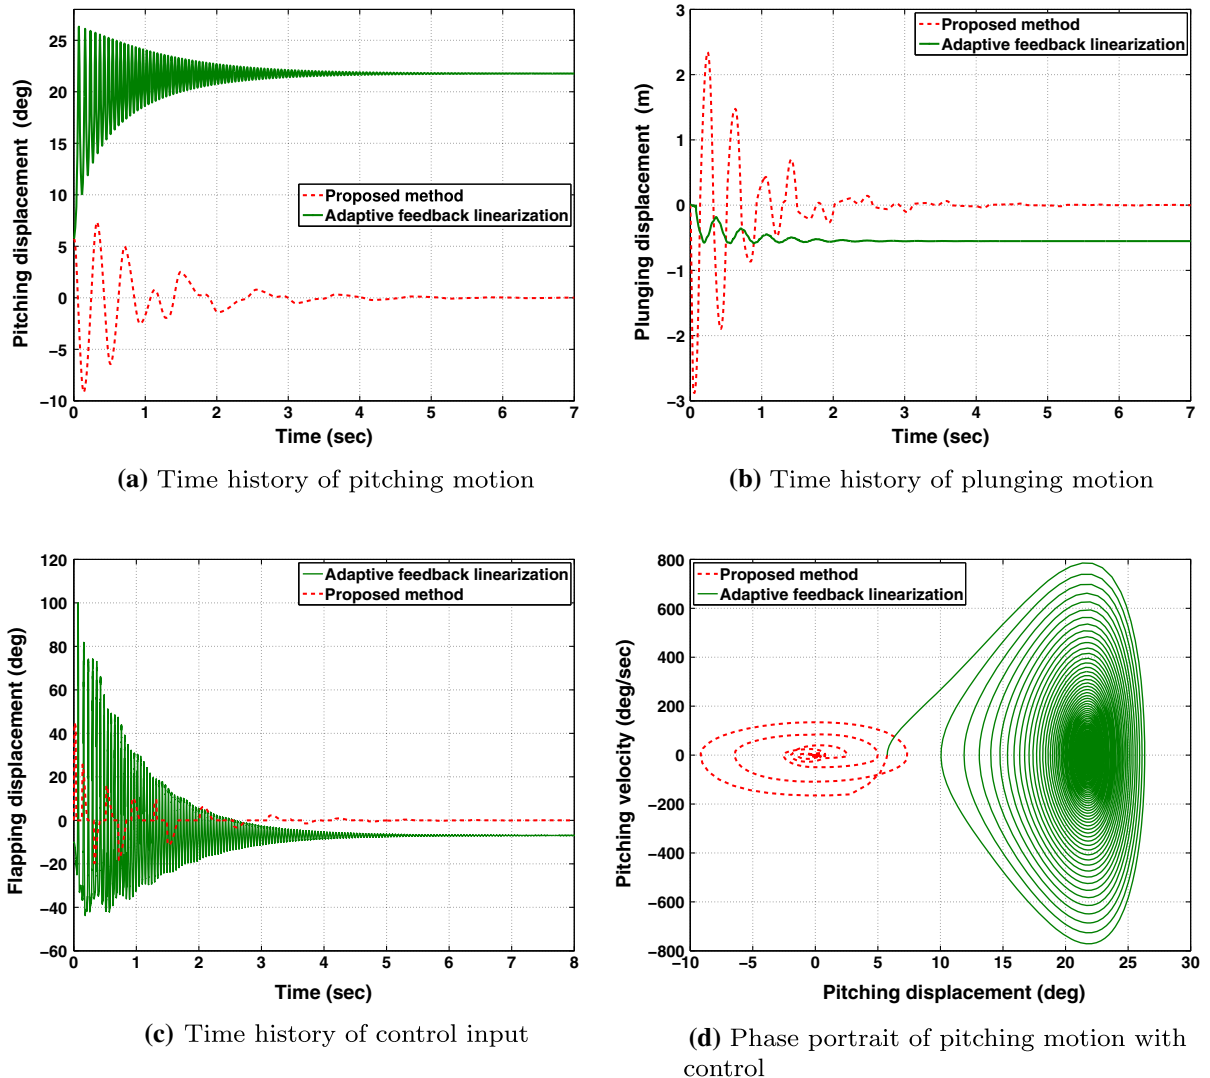 Pitching displacement (deg)
25
20
15
10
5
0
−5
−10
Proposed method
Adaptive feedback linearization
0 1 2 3 4 5 6 7
Time (sec)
(a) Time history of pitching motion
Plunging displacement (m)
3
2
1
0
−1
−2
−3
Proposed method
Adaptive feedback linearization
0 1 2 3 4 5 6 7
Time (sec)
(b) Time history of plunging motion
Flapping displacement (deg)
120
100
80
60
40
20
0
−20
−40
−60
Adaptive feedback linearization
Proposed method
0 1 2 3 4 5 6 7 8
Time (sec)
(c) Time history of control input
Pitching velocity (deg/sec)
800
600
400
200
0
−200
−400
−600
−800
Proposed method
Adaptive feedback linearization
−10 −5 0 5 10 15 20 25 30
Pitching displacement (deg)
(d) Phase portrait of pitching motion with
control